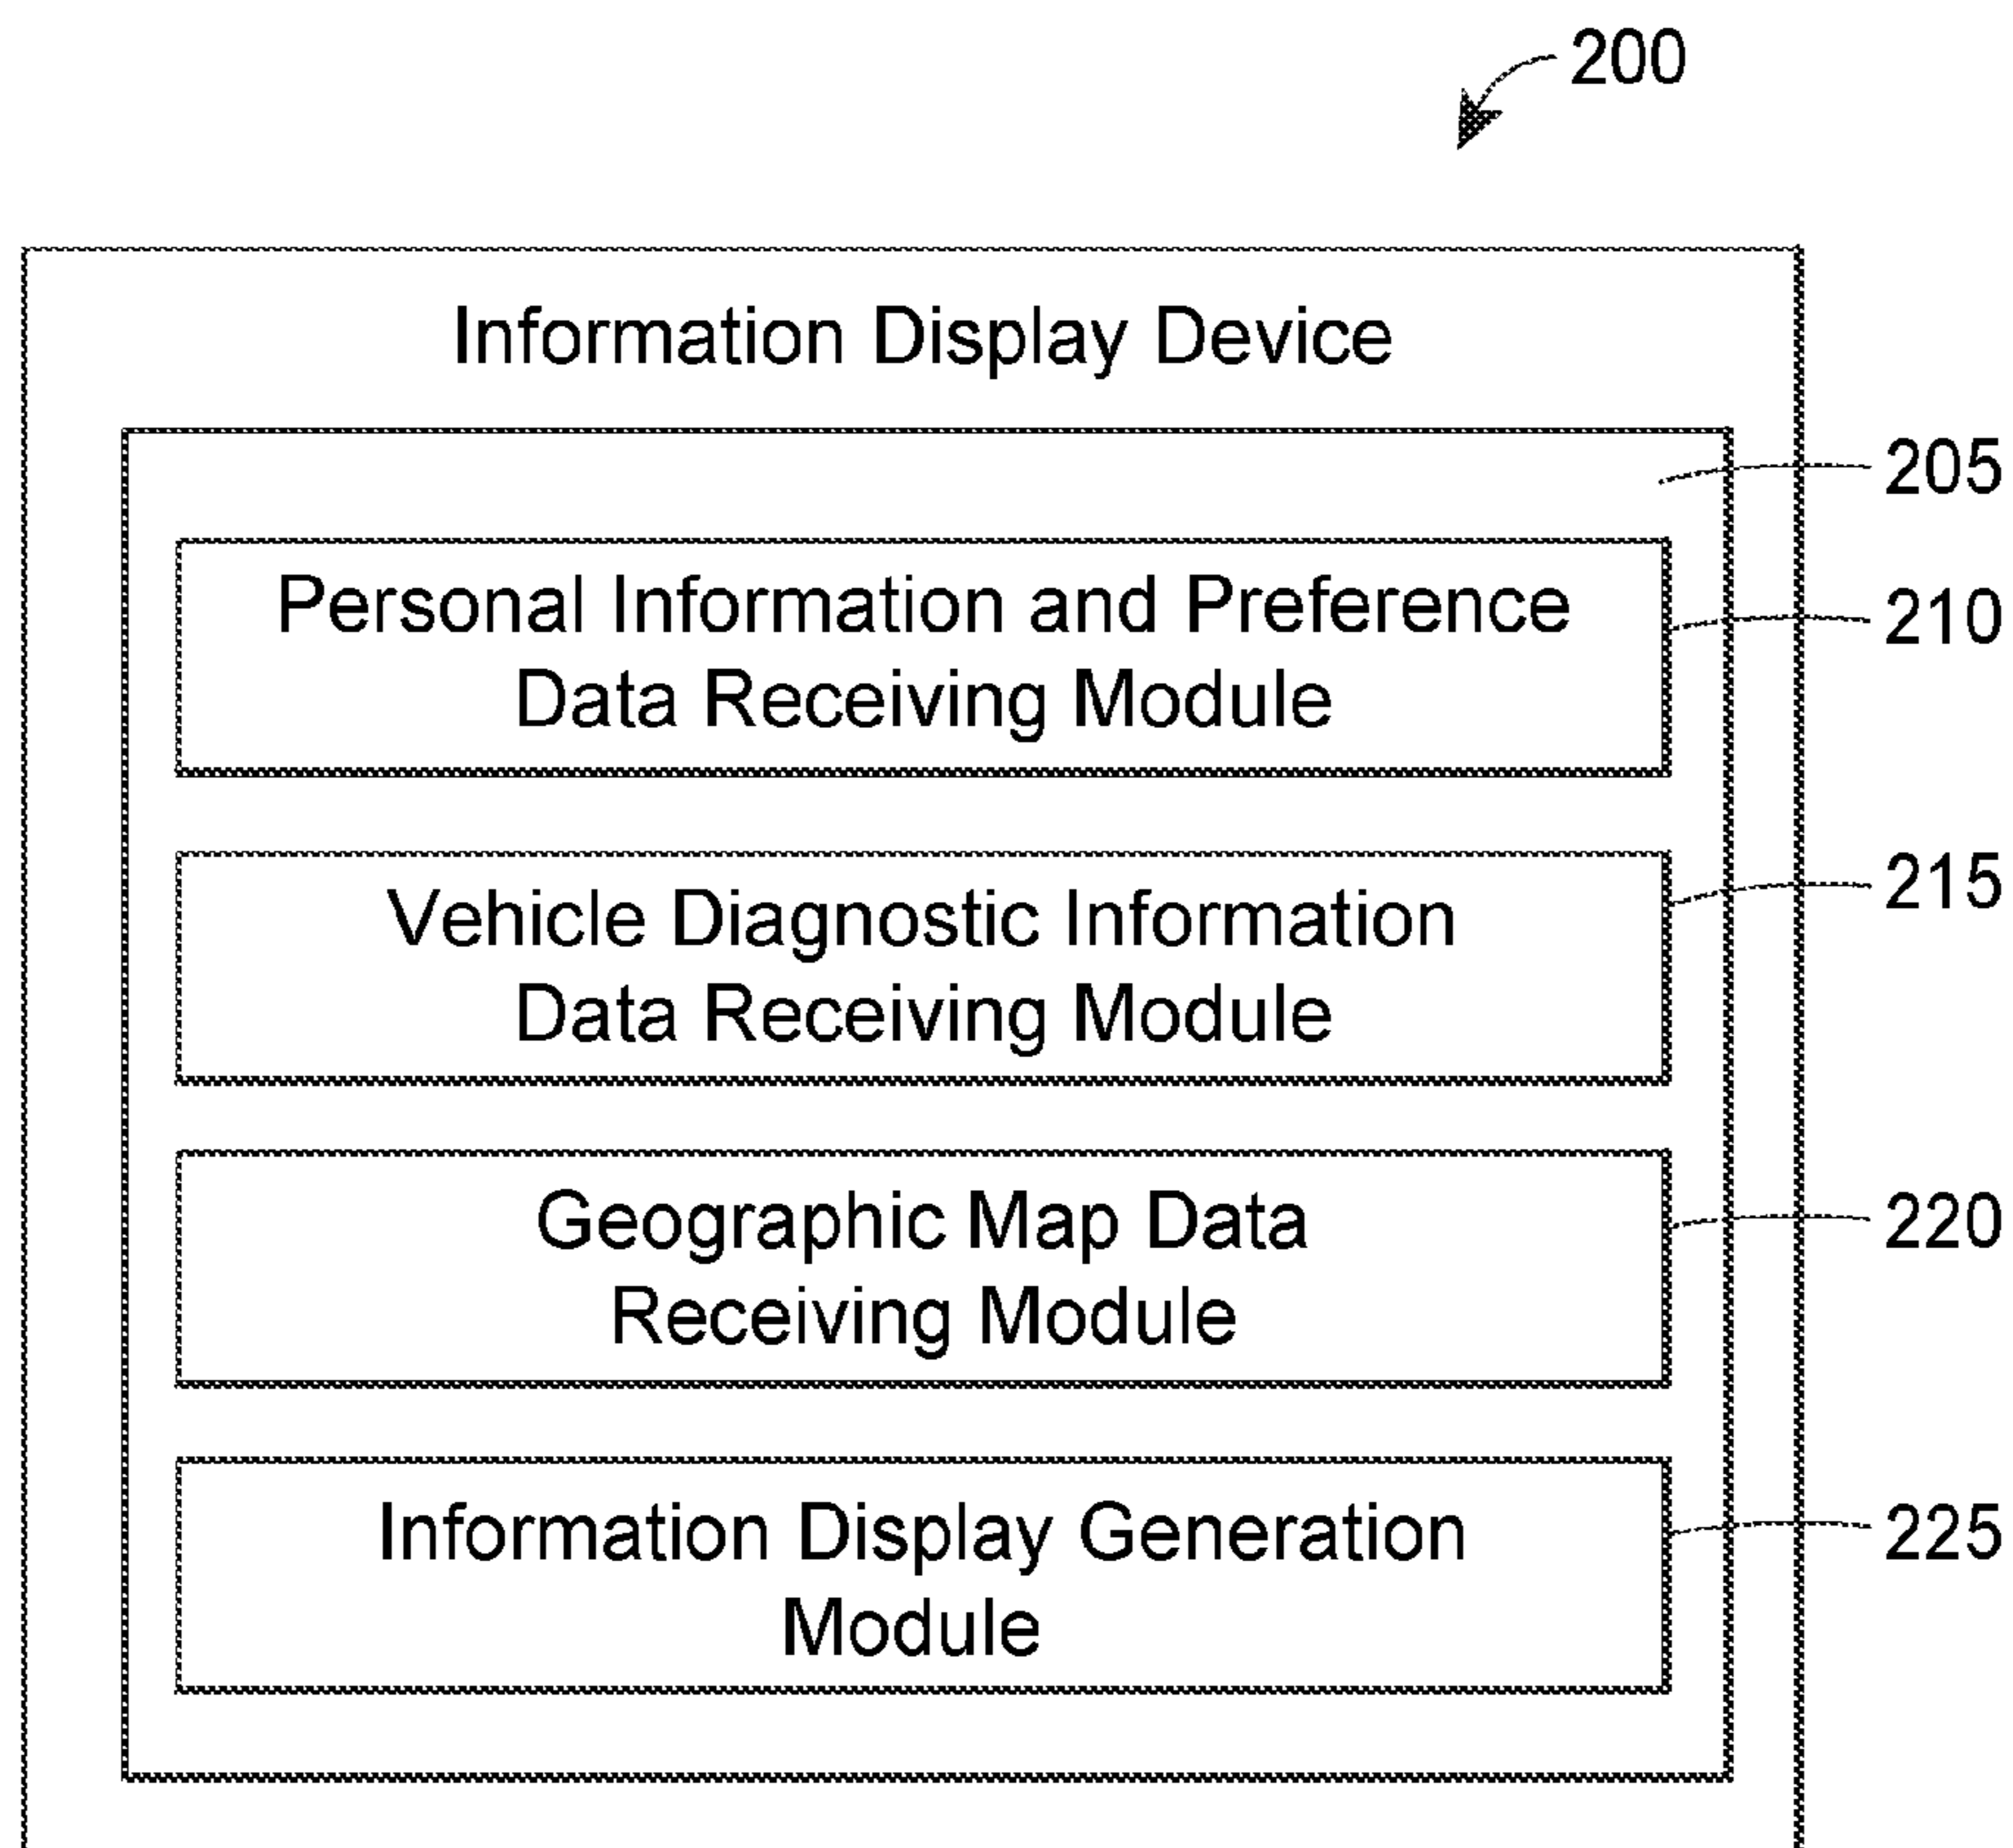 200
Information Display Device
205
Personal Information and Preference
Data Receiving Module
210
Vehicle Diagnostic Information
Data Receiving Module
215
Geographic Map Data
Receiving Module
220
Information Display Generation
Module
225